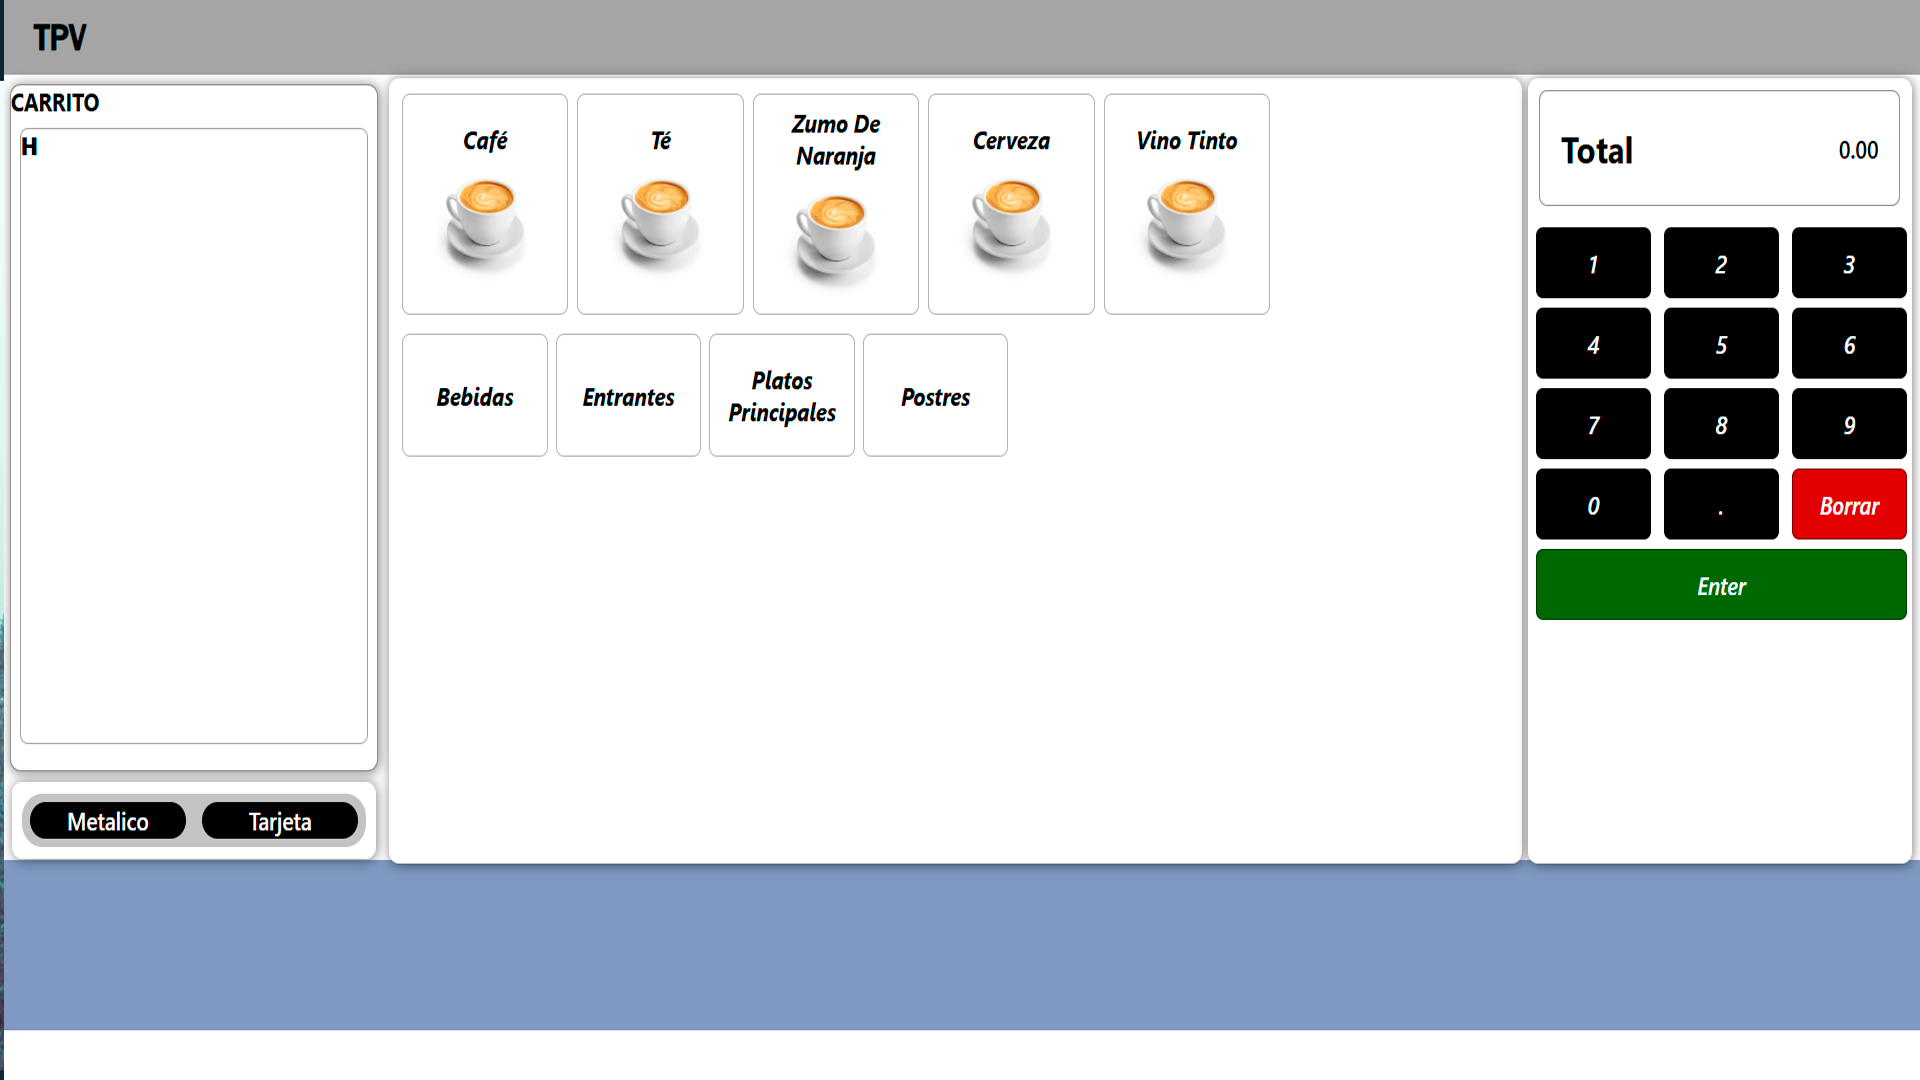 TPV
CARRITO
H
Metalico
Tarjeta
Café
Té
Zumo De
Naranja
Cerveza
Vino Tinto
Bebidas
Entrantes
Platos
Principales
Postres
Total
0.00
1
2
3
4
5
6
7
8
9
0
.
Borrar
Enter